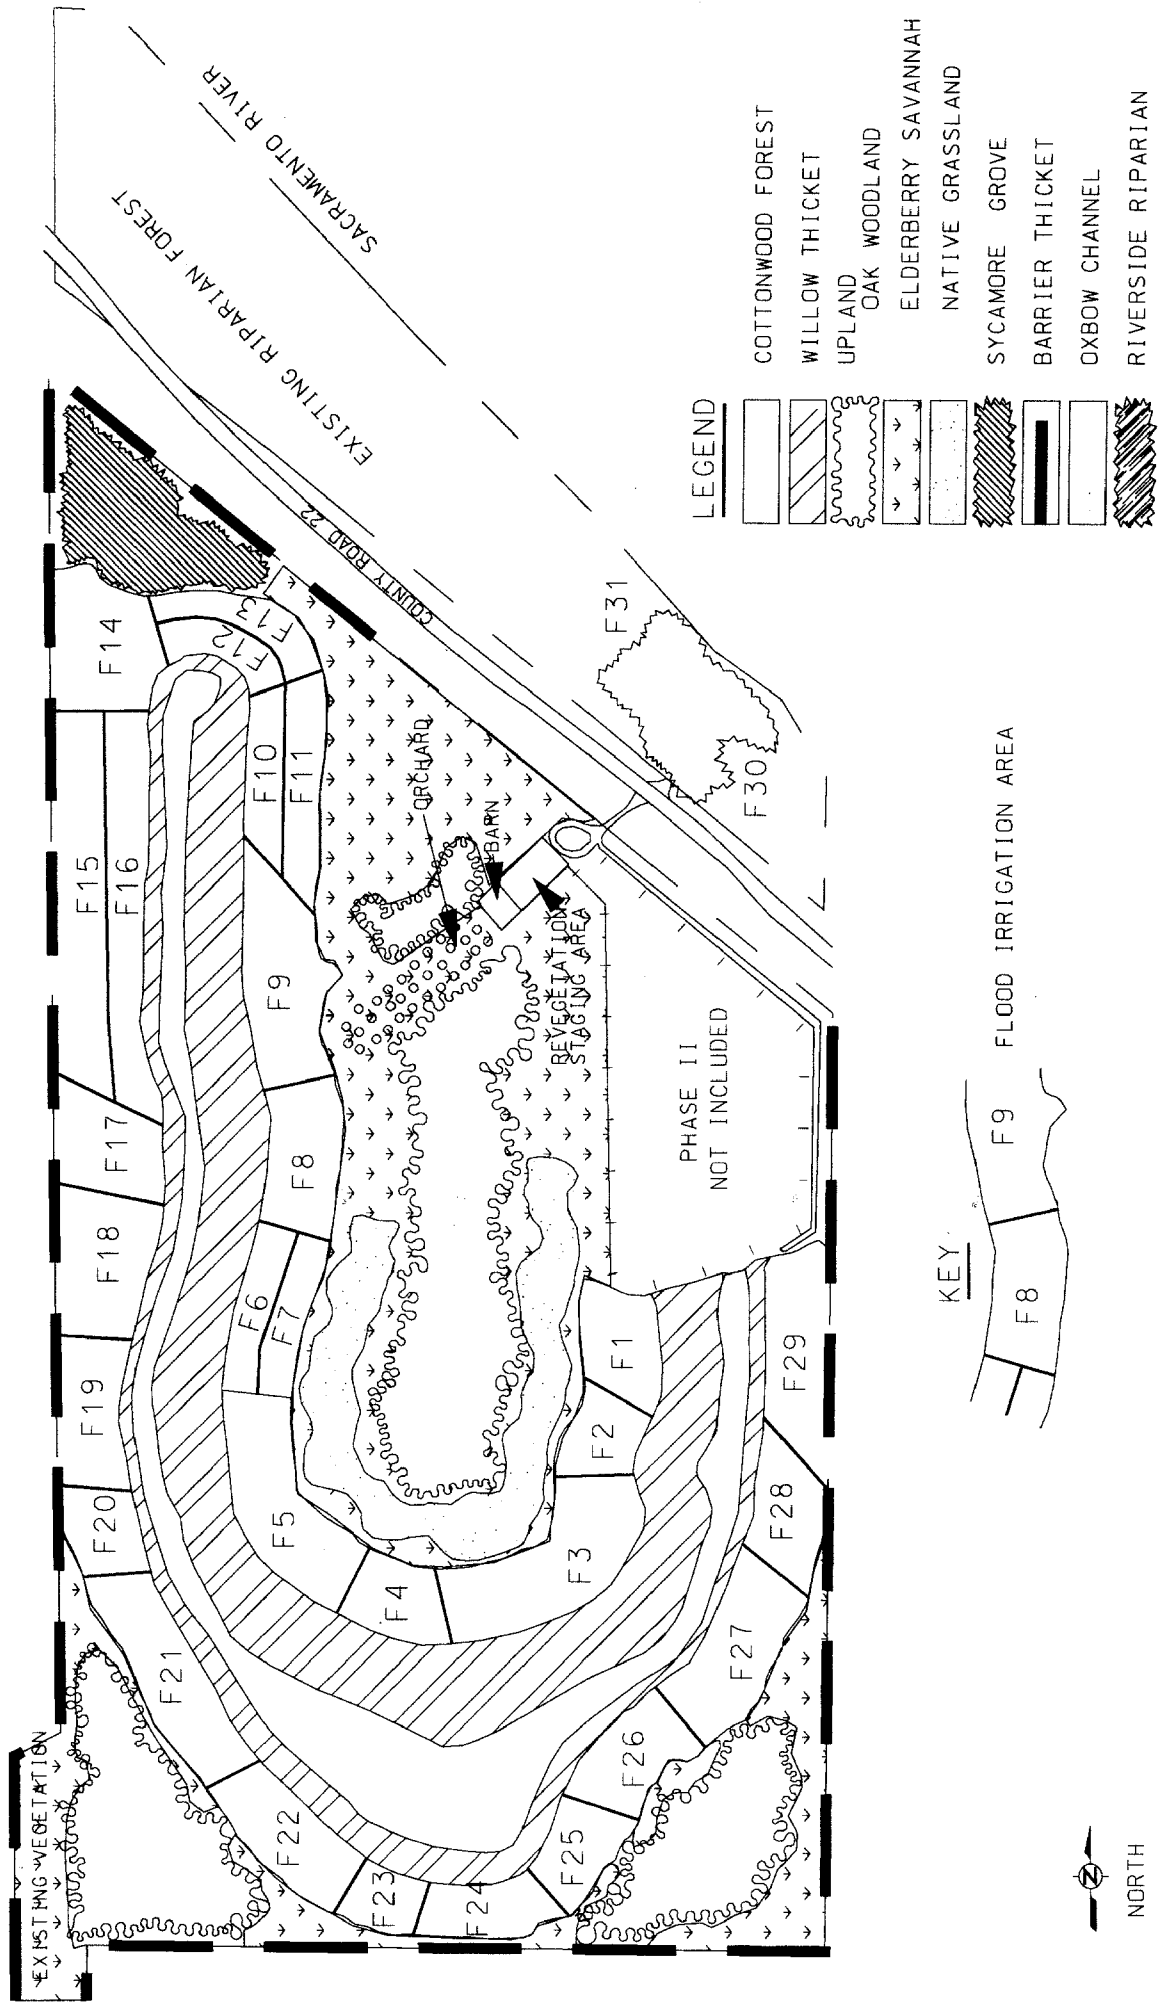 EXISTING VEGETATION
F20
F19
F18
F17
F15
F16
F14
F12
F13
F10
F11
F9
F8
F6
F7
F5
F4
F3
F2
F1
F21
F22
F23
F24
F25
F26
F27
F28
F29
F30
F31
ORCHARD
BARN
REVEGETATION
STAGING AREA
PHASE II
NOT INCLUDED
COUNTY ROAD 22
EXISTING RIPARIAN FOREST
SACRAMENTO RIVER
LEGEND
COTTONWOOD FOREST
WILLOW THICKET
UPLAND
OAK WOODLAND
ELDERBERRY SAVANNAH
NATIVE GRASSLAND
SYCAMORE GROVE
BARRIER THICKET
OXBOW CHANNEL
RIVERSIDE RIPARIAN
KEY
F8
F9
FLOOD IRRIGATION AREA
N
NORTH